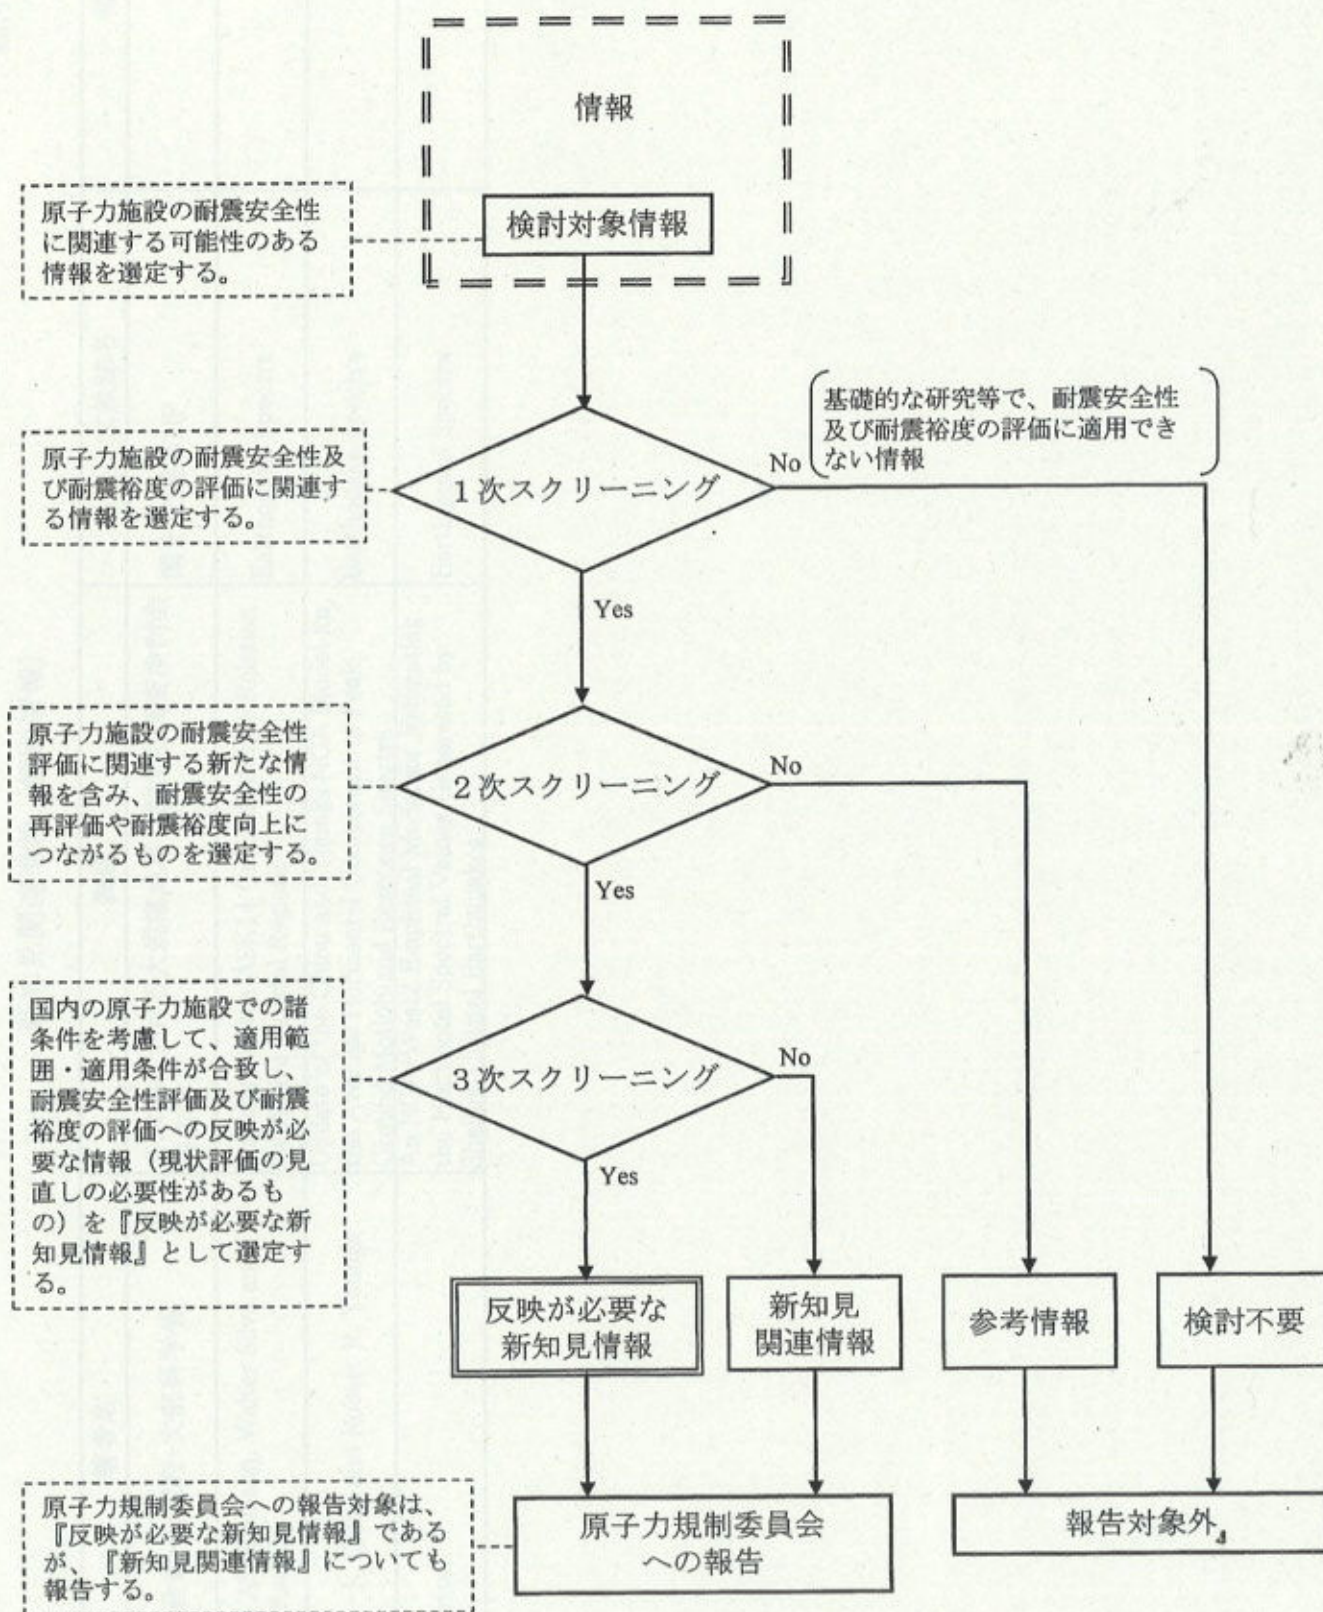 情報
検討対象情報
原子力施設の耐震安全性
に関連する可能性のある
情報を選定する。
基礎的な研究等で、耐震安全性
及び耐震裕度の評価に適用でき
ない情報
原子力施設の耐震安全性及
び耐震裕度の評価に関連す
る情報を選定する。
1次スクリーニング
No
Yes
原子力施設の耐震安全性
評価に関連する新たな情
報を含み、耐震安全性の
再評価や耐震裕度向上に
つながるものを選定する。
2次スクリーニング
No
Yes
国内の原子力施設での諸
条件を考慮して、適用範
囲・適用条件が合致し、
耐震安全性評価及び耐震
裕度の評価への反映が必
要な情報（現状評価の見
直しの必要性があるも
の）を『反映が必要な新
知見情報』として選定す
る。
3次スクリーニング
No
Yes
反映が必要な
新知見情報
新知見
関連情報
参考情報
検討不要
原子力規制委員会への報告対象は、
『反映が必要な新知見情報』である
が、『新知見関連情報』についても
報告する。
原子力規制委員会
への報告
報告対象外